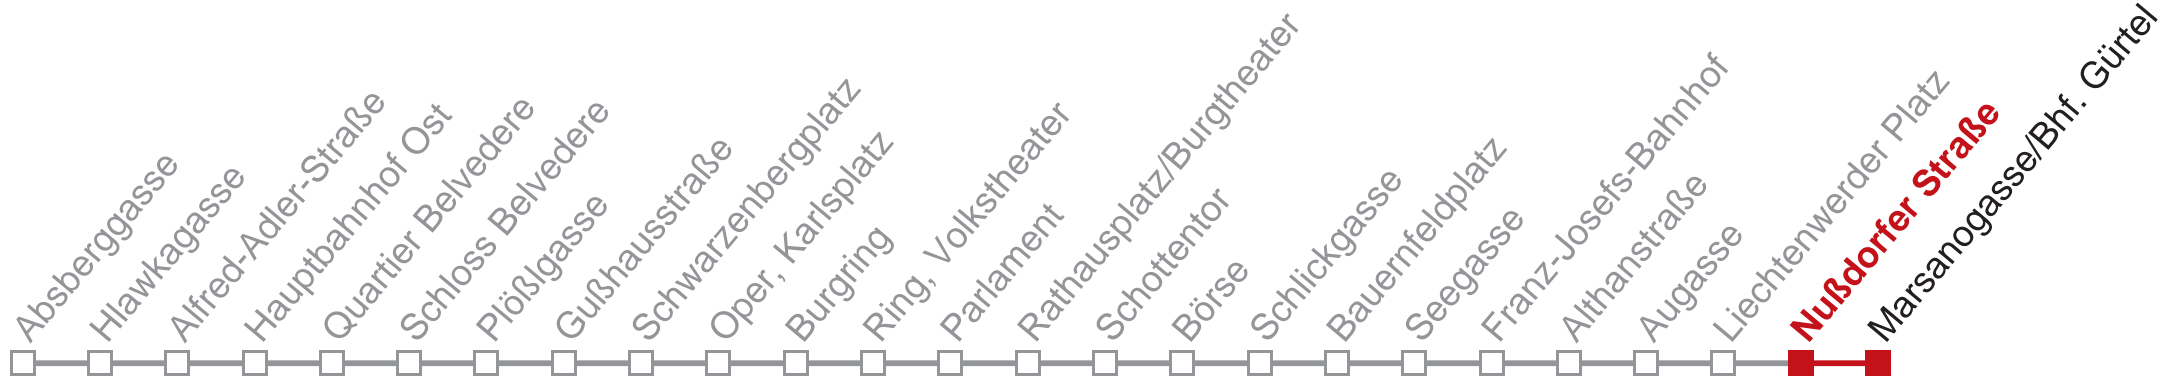 Absberggasse
Hlawkagasse
Alfred-Adler-Straße
Hauptbahnhof Ost
Quartier Belvedere
Schloss Belvedere
Plößlgasse
Gußhausstraße
Schwarzenbergplatz
Oper, Karlsplatz
Burgring
Ring, Volkstheater
Parlament
Rathausplatz/Burgtheater
Schottentor
Börse
Schlickgasse
Bauernfeldplatz
Seegasse
Franz-Josefs-Bahnhof
Althanstraße
Augasse
Liechtenwerder Platz
Nußdorfer Straße
Marsanogasse/Bhf. Gürtel